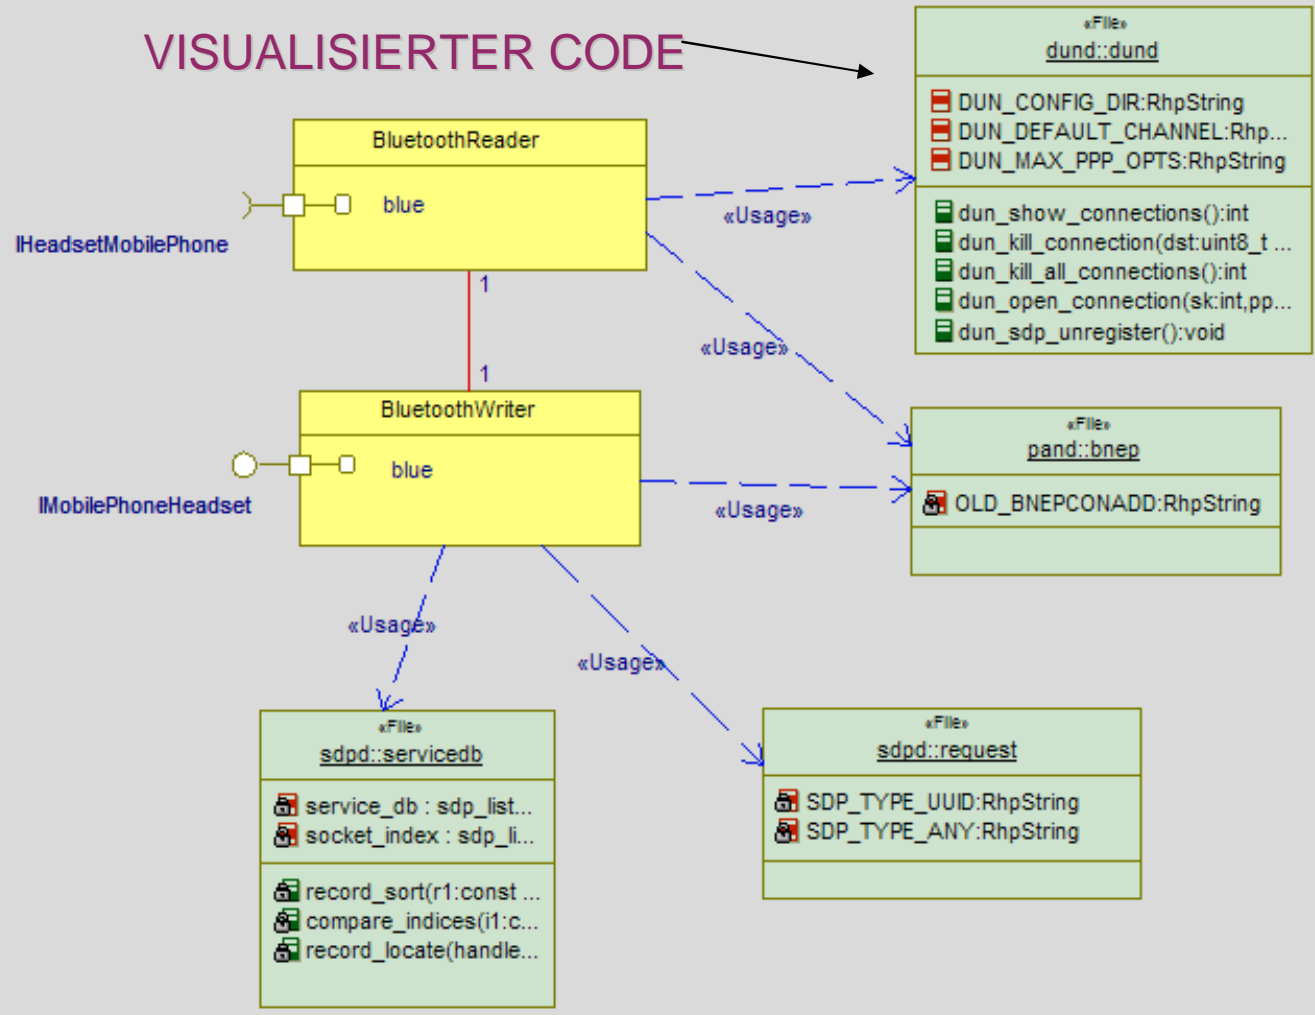 VISUALISIERTER CODE
«File»
dund::dund
DUN_CONFIG_DIR:RhpString
DUN_DEFAULT_CHANNEL:Rhp...
DUN_MAX_PPP_OPTS:RhpString
dun_show_connections():int
dun_kill_connection(dst:uint8_t ...
dun_kill_all_connections():int
dun_open_connection(sk:int,pp...
dun_sdp_unregister():void
BluetoothReader
blue
IHeadsetMobilePhone
«Usage»
1
«Usage»
1
BluetoothWriter
blue
IMobilePhoneHeadset
«Usage»
«File»
pand::bnep
OLD_BNEPCONADD:RhpString
«Usage»
«Usage»
«File»
sdpd::servicedb
service_db : sdp_list...
socket_index : sdp_li...
record_sort(r1:const ...
compare_indices(i1:c...
record_locate(handle...
«File»
sdpd::request
SDP_TYPE_UUID:RhpString
SDP_TYPE_ANY:RhpString